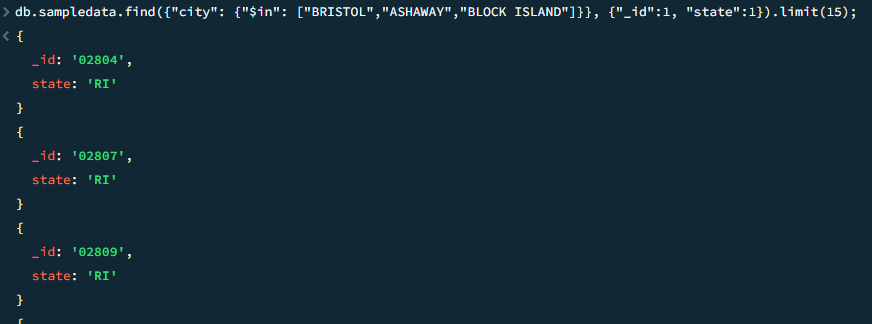 > db.sampledata.find({"city": {"$in": ["BRISTOL","ASHAWAY","BLOCK ISLAND"]}}, {"_id":1, "state":1}).limit(15);
< {
_id: '02804',
state: 'RI'
}
{
_id: '02807',
state: 'RI'
}
{
_id: '02809',
state: 'RI'
}
{